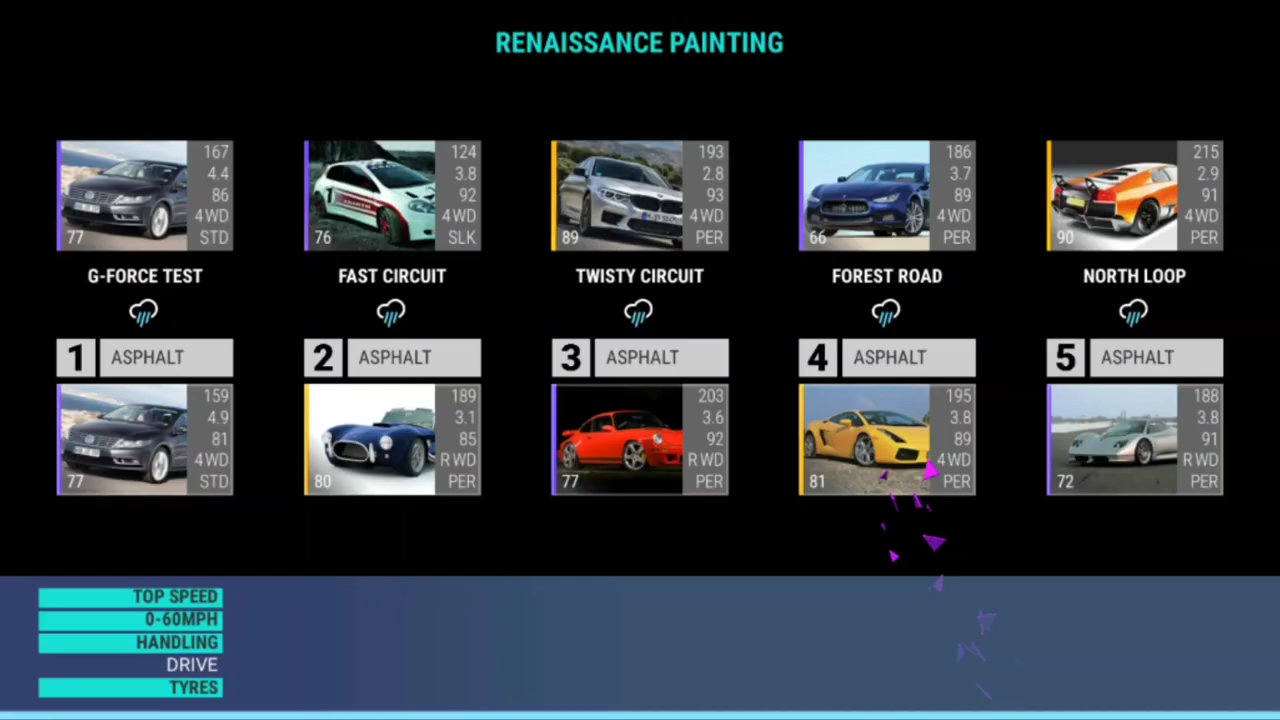 RENAISSANCE PAINTING
167
4.4
86
4WD
STD
77
124
3.8
92
4WD
SLK
76
193
2.8
93
4WD
PER
89
186
3.7
89
4WD
PER
66
215
2.9
91
4WD
PER
90
G-FORCE TEST
FAST CIRCUIT
TWISTY CIRCUIT
FOREST ROAD
NORTH LOOP
1 ASPHALT
2 ASPHALT
3 ASPHALT
4 ASPHALT
5 ASPHALT
159
4.9
81
4WD
STD
77
189
3.1
85
RWD
PER
80
203
3.6
92
RWD
PER
77
195
3.8
89
4WD
PER
81
188
3.8
91
RWD
PER
72
TOP SPEED
0-60MPH
HANDLING
DRIVE
TYRES